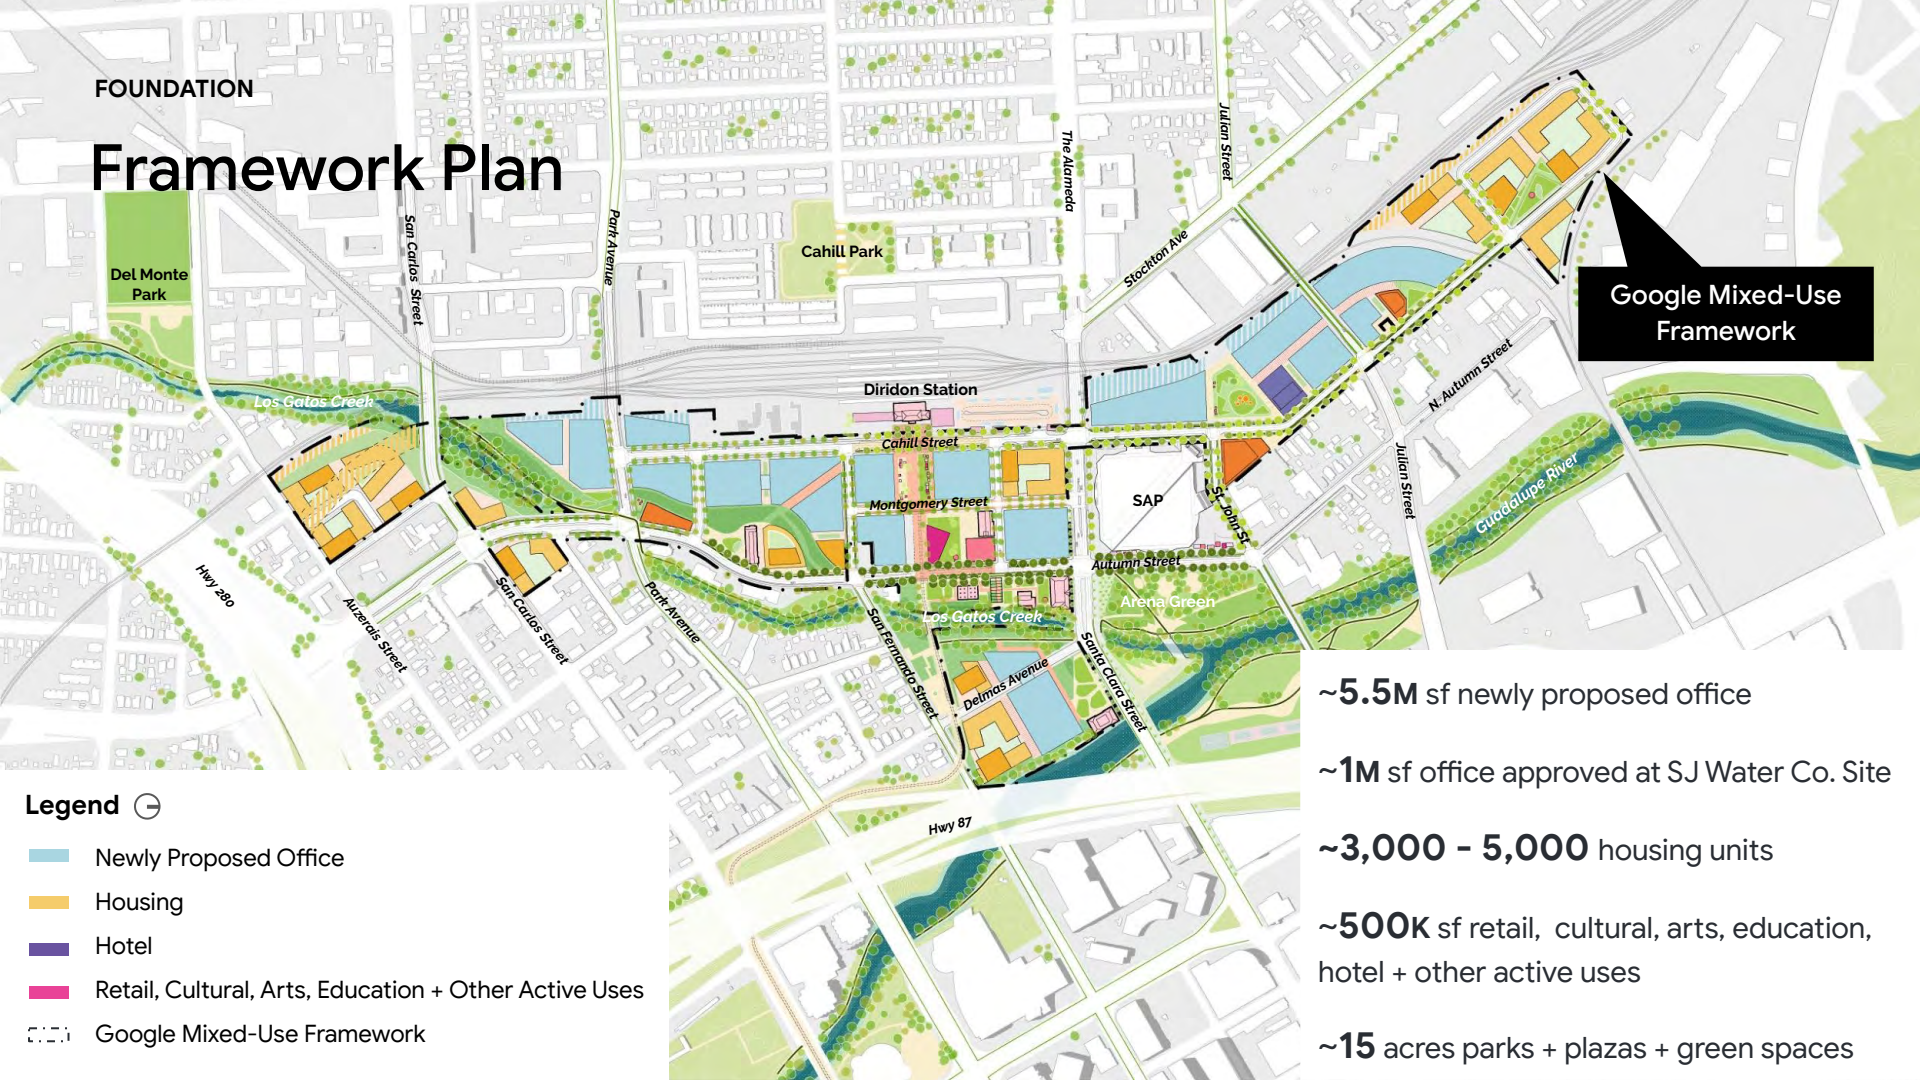 FOUNDATION
Framework Plan
Del Monte
Park
San Carlos Street
Park Avenue
Cahill Park
The Alameda
Julian Street
Stockton Ave
Google Mixed-Use
Framework
N. Autumn Street
Diridon Station
Los Gatos Creek
Cahill Street
Montgomery Street
SAP
St. John St
Julian Street
Guadalupe River
Autumn Street
Arena Green
Los Gatos Creek
Hwy 280
Auzerais Street
San Carlos Street
Park Avenue
San Fernando Street
Delmas Avenue
Santa Clara Street
Hwy 87
Legend
Newly Proposed Office
Housing
Hotel
Retail, Cultural, Arts, Education + Other Active Uses
Google Mixed-Use Framework
~5.5M sf newly proposed office
~1M sf office approved at SJ Water Co. Site
~3,000 - 5,000 housing units
~500K sf retail, cultural, arts, education,
hotel + other active uses
~15 acres parks + plazas + green spaces